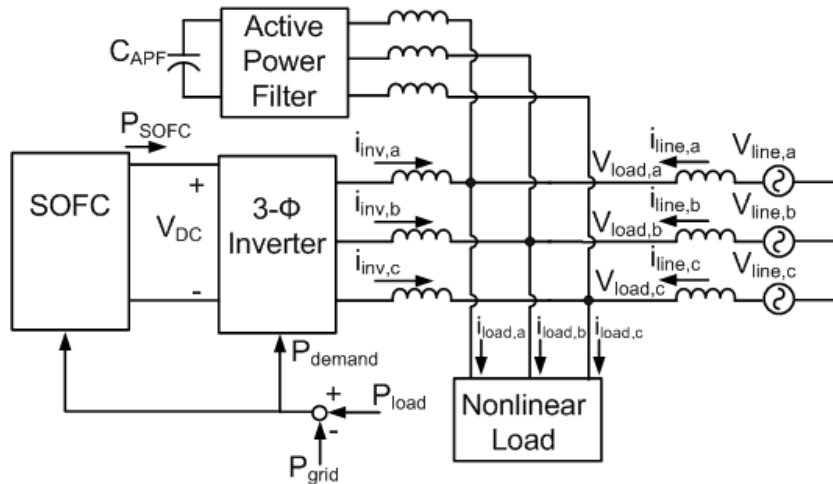 C_APF
Active
Power
Filter
P_SOFC
SOFC
+
V_DC
-
3-Φ
Inverter
i_inv,a
i_inv,b
i_inv,c
V_load,a
V_load,b
V_load,c
i_line,a
i_line,b
i_line,c
V_line,a
V_line,b
V_line,c
i_load,a
i_load,b
i_load,c
P_demand
+
P_load
-
P_grid
Nonlinear
Load